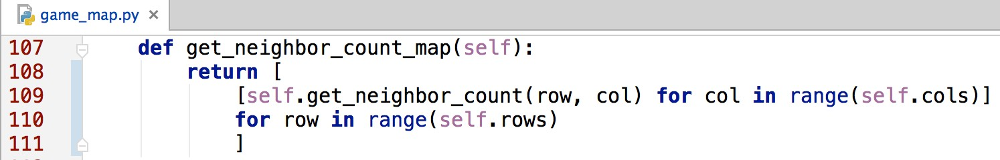 game_map.py ×
107 def get_neighbor_count_map(self):
108 return [
109 [self.get_neighbor_count(row, col) for col in range(self.cols)]
110 for row in range(self.rows)
111 ]